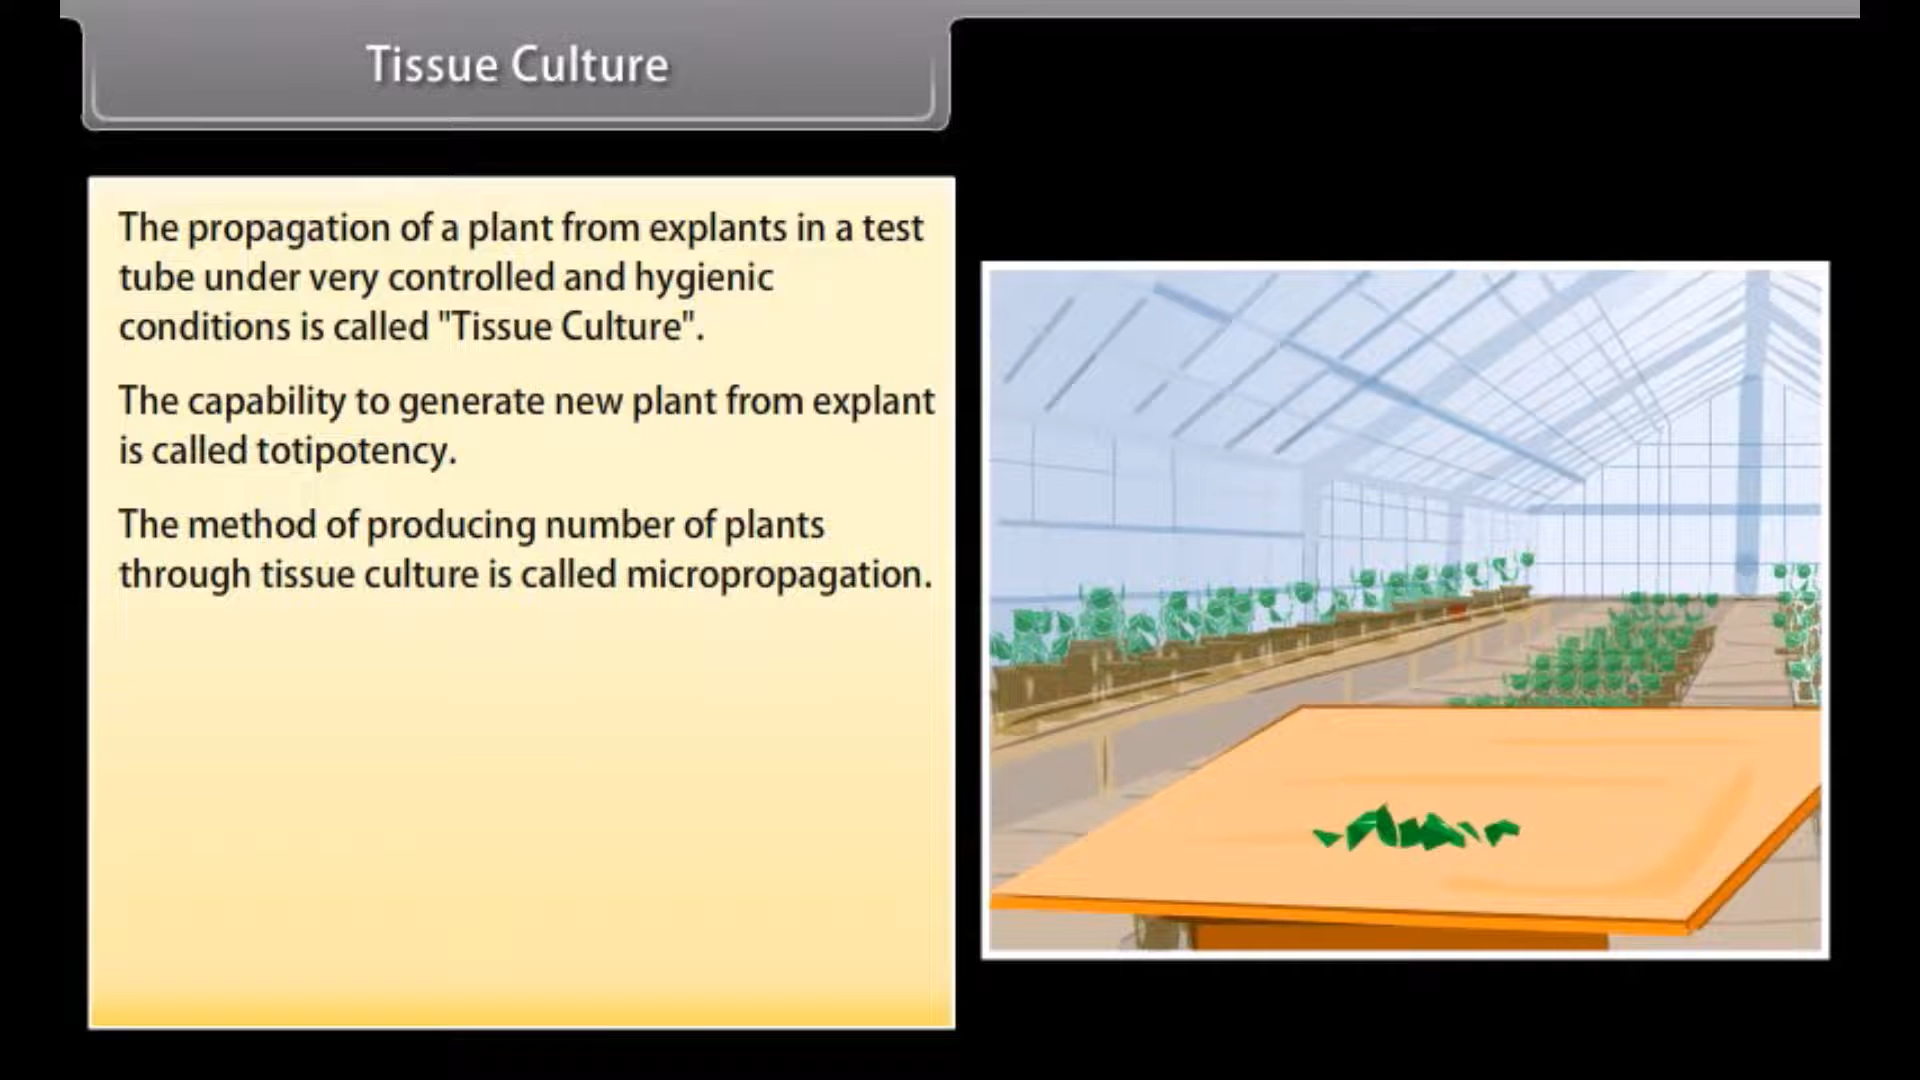 Tissue Culture
The propagation of a plant from explants in a test
tube under very controlled and hygienic
conditions is called "Tissue Culture".
The capability to generate new plant from explant
is called totipotency.
The method of producing number of plants
through tissue culture is called micropropagation.